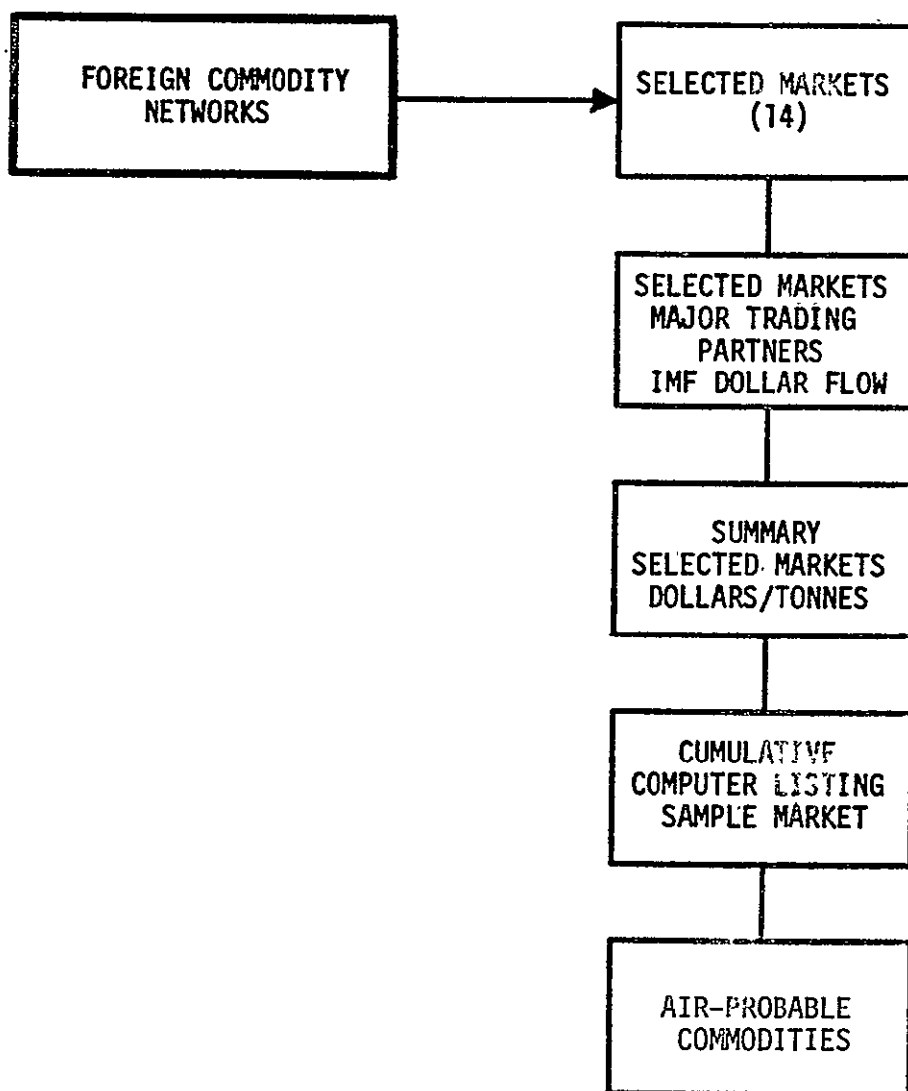 FOREIGN COMMODITY
NETWORKS
SELECTED MARKETS
(14)
SELECTED MARKETS
MAJOR TRADING
PARTNERS
IMF DOLLAR FLOW
SUMMARY
SELECTED MARKETS
DOLLARS/TONNES
CUMULATIVE
COMPUTER LISTING
SAMPLE MARKET
AIR-PROBABLE
COMMODITIES